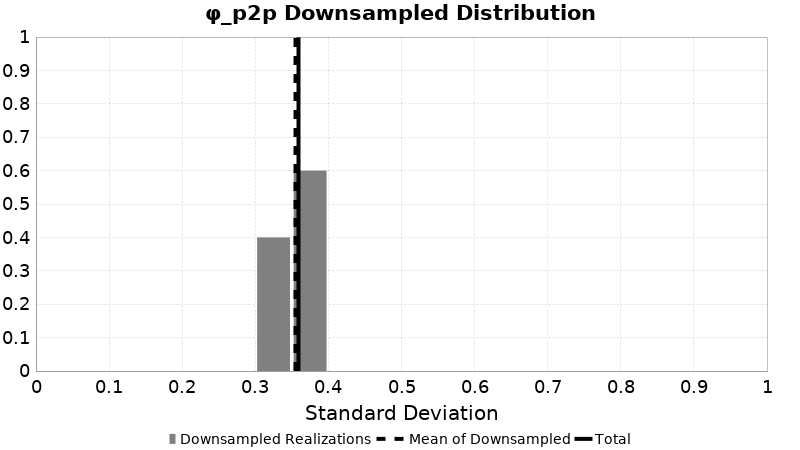 φ_p2p Downsampled Distribution
1
0.9
0.8
0.7
0.6
0.5
0.4
0.3
0.2
0.1
0
0 0.1 0.2 0.3 0.4 0.5 0.6 0.7 0.8 0.9 1
Standard Deviation
Downsampled Realizations Mean of Downsampled Total